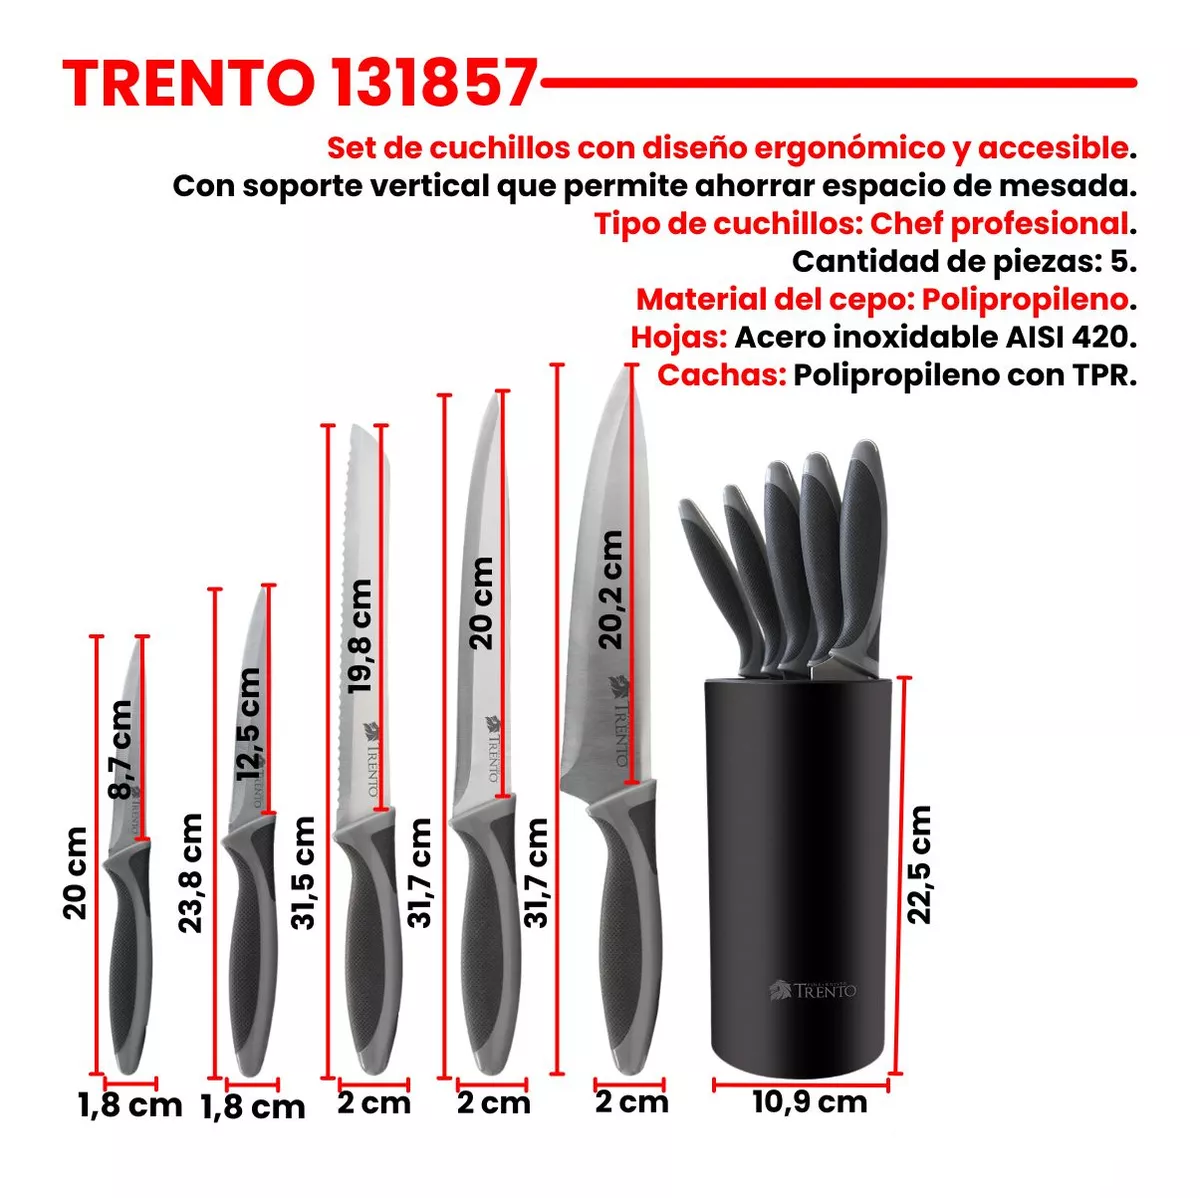 TRENTO 131857
Set de cuchillos con diseño ergonómico y accesible.
Con soporte vertical que permite ahorrar espacio de mesada.
Tipo de cuchillos: Chef profesional.
Cantidad de piezas: 5.
Material del cepo: Polipropileno.
Hojas: Acero inoxidable AISI 420.
Cachas: Polipropileno con TPR.
20 cm
8,7 cm
TRENTO
1,8 cm
23,8 cm
12,5 cm
TRENTO
1,8 cm
31,5 cm
19,8 cm
TRENTO
2 cm
31,7 cm
20 cm
TRENTO
2 cm
31,7 cm
20,2 cm
TRENTO
2 cm
22,5 cm
TRENTO
10,9 cm